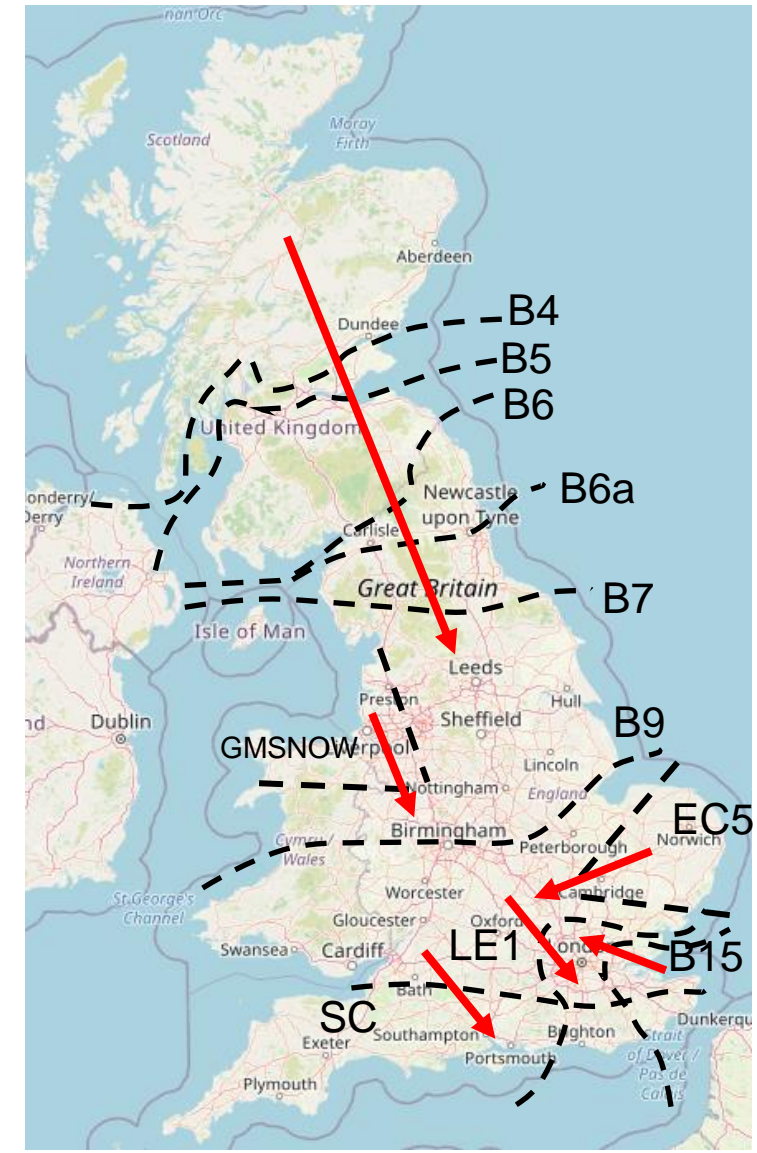 nan'Orc
Moray
Firth
Scotland
Aberdeen
B4
Dundee
B5
B6
United Kingdom
B6a
Newcastle
upon Tyne
onderry/
Derry
Carlisle
Northern
Ireland
Great Britain
B7
Isle of Man
Leeds
Preston
Hull
nd
Dublin
Sheffield
B9
GMSNOW
Liverpool
Lincoln
Nottingham
England
EC5
Birmingham
Norwich
Cymru /
Wales
Peterborough
St George's
Channel
Worcester
Cambridge
Gloucester
Oxford
Swansea
Cardiff
LE1
London
B15
Bath
SC
Southampton
Brighton
Dunkerqu
Exeter
Portsmouth
Strait
of Dover /
Pas de
Calais
Plymouth